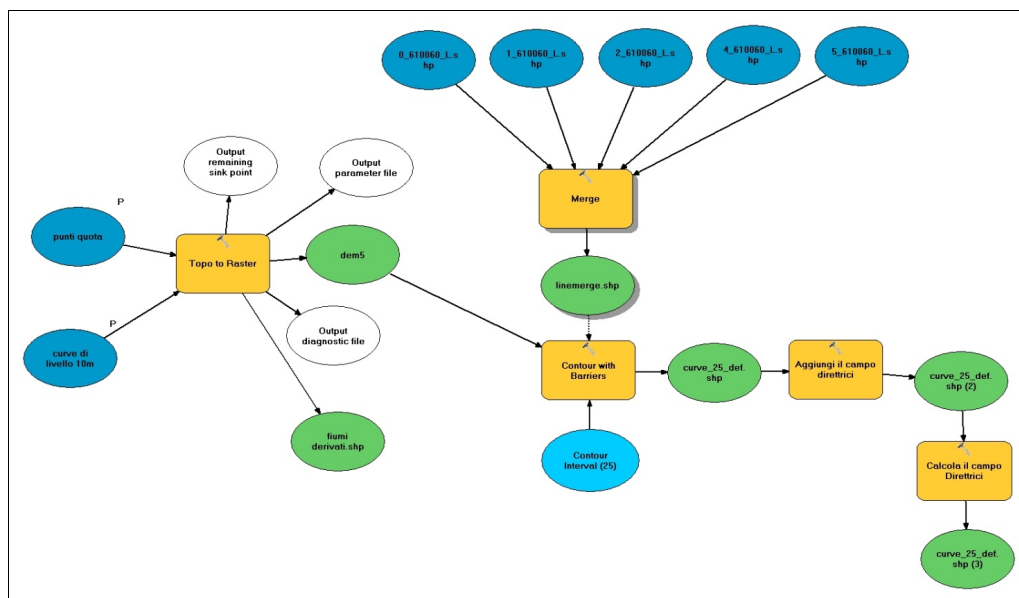 0_610060_L.s
hp
1_610060_L.s
hp
2_610060_L.s
hp
4_610060_L.s
hp
5_610060_L.s
hp
Output
remaining
sink point
Output
parameter file
Merge
P
punti quota
Topo to Raster
dem5
linemerge.shp
P
Output
diagnostic file
curve di
livello 10m
Contour with
Barriers
curve_25_def.
shp
Aggiungi il campo
direttrici
curve_25_def.
shp (2)
fiumi
derivati.shp
Contour
Interval (25)
Calcola il campo
Direttrici
curve_25_def.
shp (3)